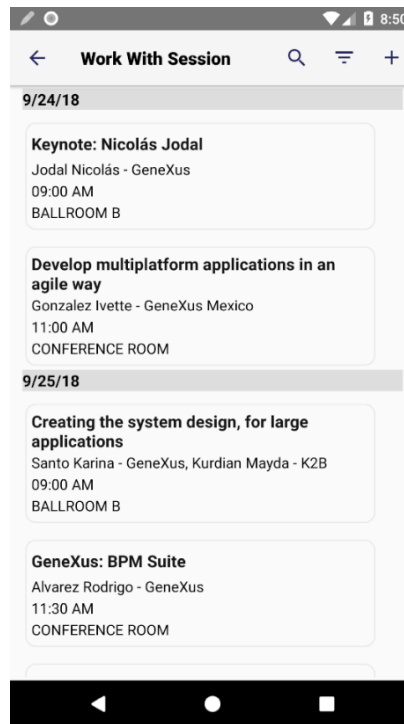 8:50
Work With Session
9/24/18
Keynote: Nicolás Jodal
Jodal Nicolás - GeneXus
09:00 AM
BALLROOM B
Develop multiplatform applications in an
agile way
Gonzalez Ivette - GeneXus Mexico
11:00 AM
CONFERENCE ROOM
9/25/18
Creating the system design, for large
applications
Santo Karina - GeneXus, Kurdian Mayda - K2B
09:00 AM
BALLROOM B
GeneXus: BPM Suite
Alvarez Rodrigo - GeneXus
11:30 AM
CONFERENCE ROOM